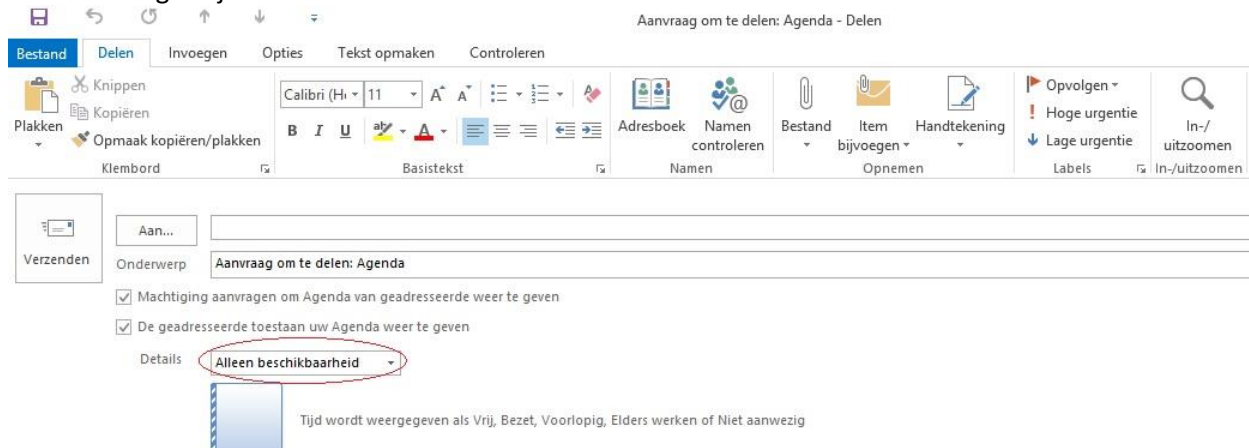 Aanvraag om te delen: Agenda - Delen
Bestand Delen Invoegen Opties Tekst opmaken Controleren
Plakken
Knippen
Kopiëren
Opmaak kopiëren/plakken
Klembord
Calibri (H 11 A A
B I U aby A
Basistekst
Adresboek
Namen controleren
Namen
Bestand
Item bijvoegen
Handtekening
Opnemen
Opvolgen
Hoge urgentie
Lage urgentie
Labels
In-/
uitzoomen
In-/uitzoomen
Verzenden
Aan...
Onderwerp Aanvraag om te delen: Agenda
Machtiging aanvragen om Agenda van geadresseerde weer te geven
De geadresseerde toestaan uw Agenda weer te geven
Details Alleen beschikbaarheid
Tijd wordt weergegeven als Vrij, Bezet, Voorlopig, Elders werken of Niet aanwezig